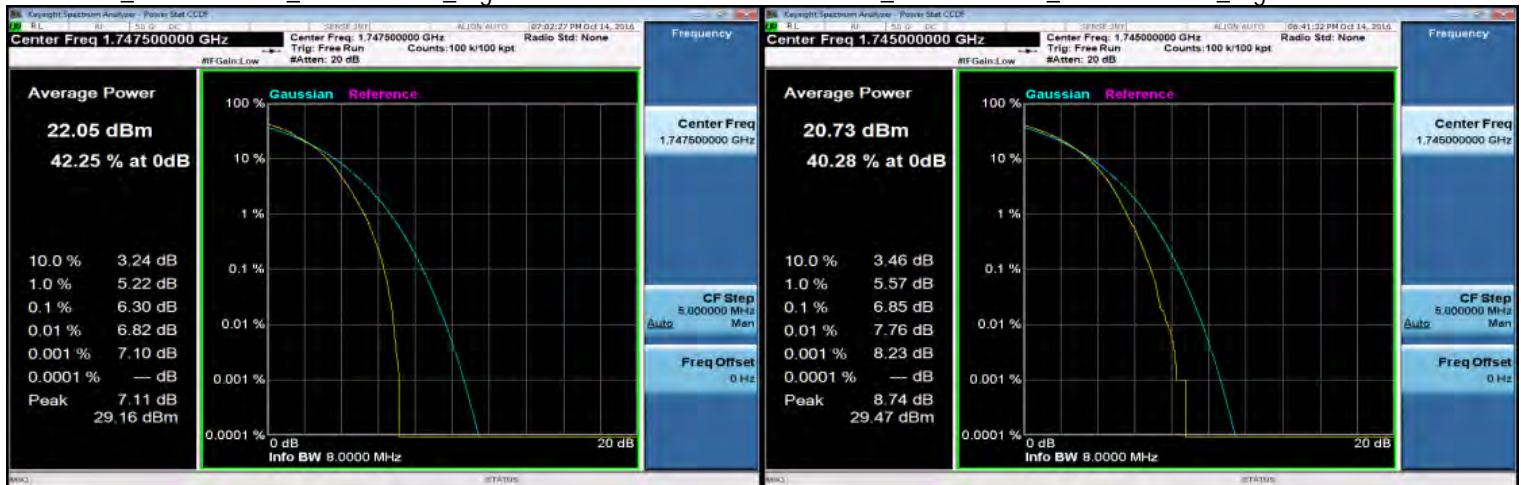 Keysight Spectrum Analyzer - Power Stat CCDF
RL
SENSE:INT
ALIGN AUTO
07:02:27 PM Oct 14, 2016
Center Freq 1.747500000 GHz
Center Freq: 1.747500000 GHz
Radio Std: None
Trig: Free Run
Counts:100 k/100 kpt
#IFGain:Low
#Atten: 20 dB
Frequency
Average Power
22.05 dBm
42.25 % at 0dB
10.0 % 3.24 dB
1.0 % 5.22 dB
0.1 % 6.30 dB
0.01 % 6.82 dB
0.001 % 7.10 dB
0.0001 % --- dB
Peak 7.11 dB
29.16 dBm
Gaussian Reference
100 %
10 %
1 %
0.1 %
0.01 %
0.001 %
0.0001 %
0 dB
20 dB
Info BW 8.0000 MHz
Center Freq
1.747500000 GHz
CF Step
5.000000 MHz
Auto Man
Freq Offset
0 Hz
MSG
STATUS
Keysight Spectrum Analyzer - Power Stat CCDF
RL
SENSE:INT
ALIGN AUTO
06:41:32 PM Oct 14, 2016
Center Freq 1.745000000 GHz
Center Freq: 1.745000000 GHz
Radio Std: None
Trig: Free Run
Counts:100 k/100 kpt
#IFGain:Low
#Atten: 20 dB
Frequency
Average Power
20.73 dBm
40.28 % at 0dB
10.0 % 3.46 dB
1.0 % 5.57 dB
0.1 % 6.85 dB
0.01 % 7.76 dB
0.001 % 8.23 dB
0.0001 % --- dB
Peak 8.74 dB
29.47 dBm
Gaussian Reference
100 %
10 %
1 %
0.1 %
0.01 %
0.001 %
0.0001 %
0 dB
20 dB
Info BW 8.0000 MHz
Center Freq
1.745000000 GHz
CF Step
5.000000 MHz
Auto Man
Freq Offset
0 Hz
MSG
STATUS